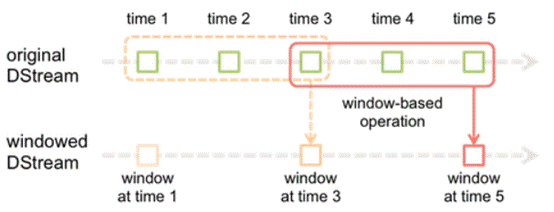 time 1 time 2 time 3 time 4 time 5
original
DStream
window-based
operation
windowed
DStream
window
at time 1
window
at time 3
window
at time 5